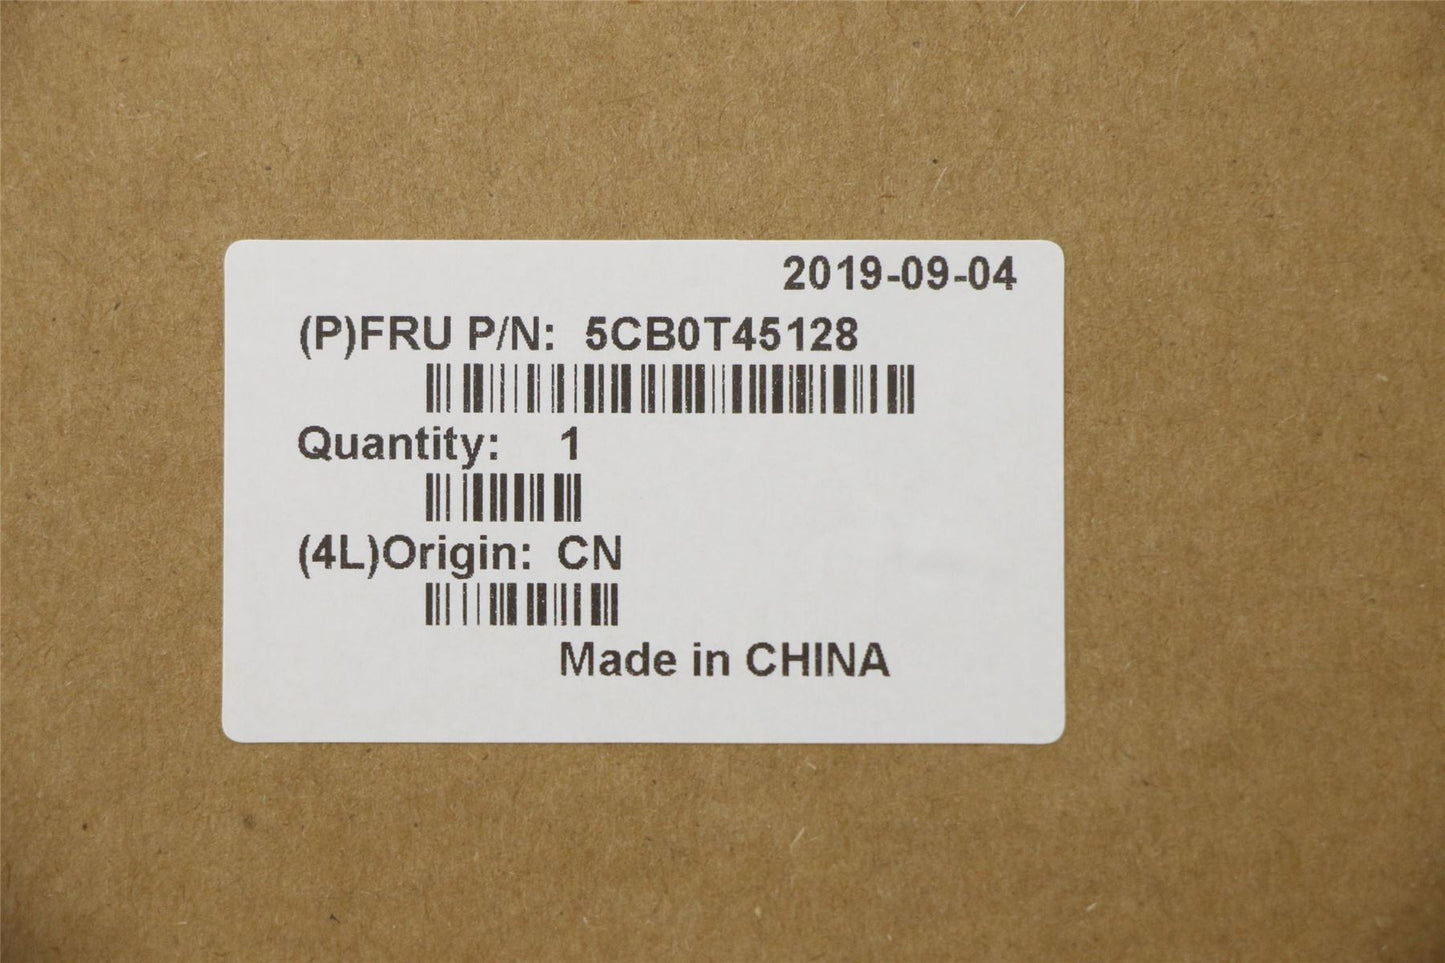 2019-09-04
(P)FRU P/N: 5CB0T45128
Quantity: 1
(4L)Origin: CN
Made in CHINA